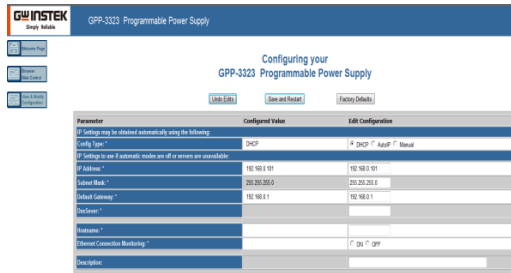 GWINSTEK
Simply Reliable
GPP-3323 Programmable Power Supply
Welcome Page
Browser
Web Control
View & Modify
Configuration
Configuring your
GPP-3323 Programmable Power Supply
Undo Edits
Save and Restart
Factory Defaults
Parameter Configured Value Edit Configuration
IP Settings may be obtained automatically using the following:
Config Type: * DHCP DHCP AutoIP Manual
IP Settings to use if automatic modes are off or servers are unavailable:
IP Address: * 192.168.0.101 192.168.0.101
Subnet Mask: * 255.255.255.0 255.255.255.0
Default Gateway: * 192.168.0.1 192.168.0.1
DnsSever: *
Hostname: *
Ethernet Connection Monitoring: * ON OFF
Description: